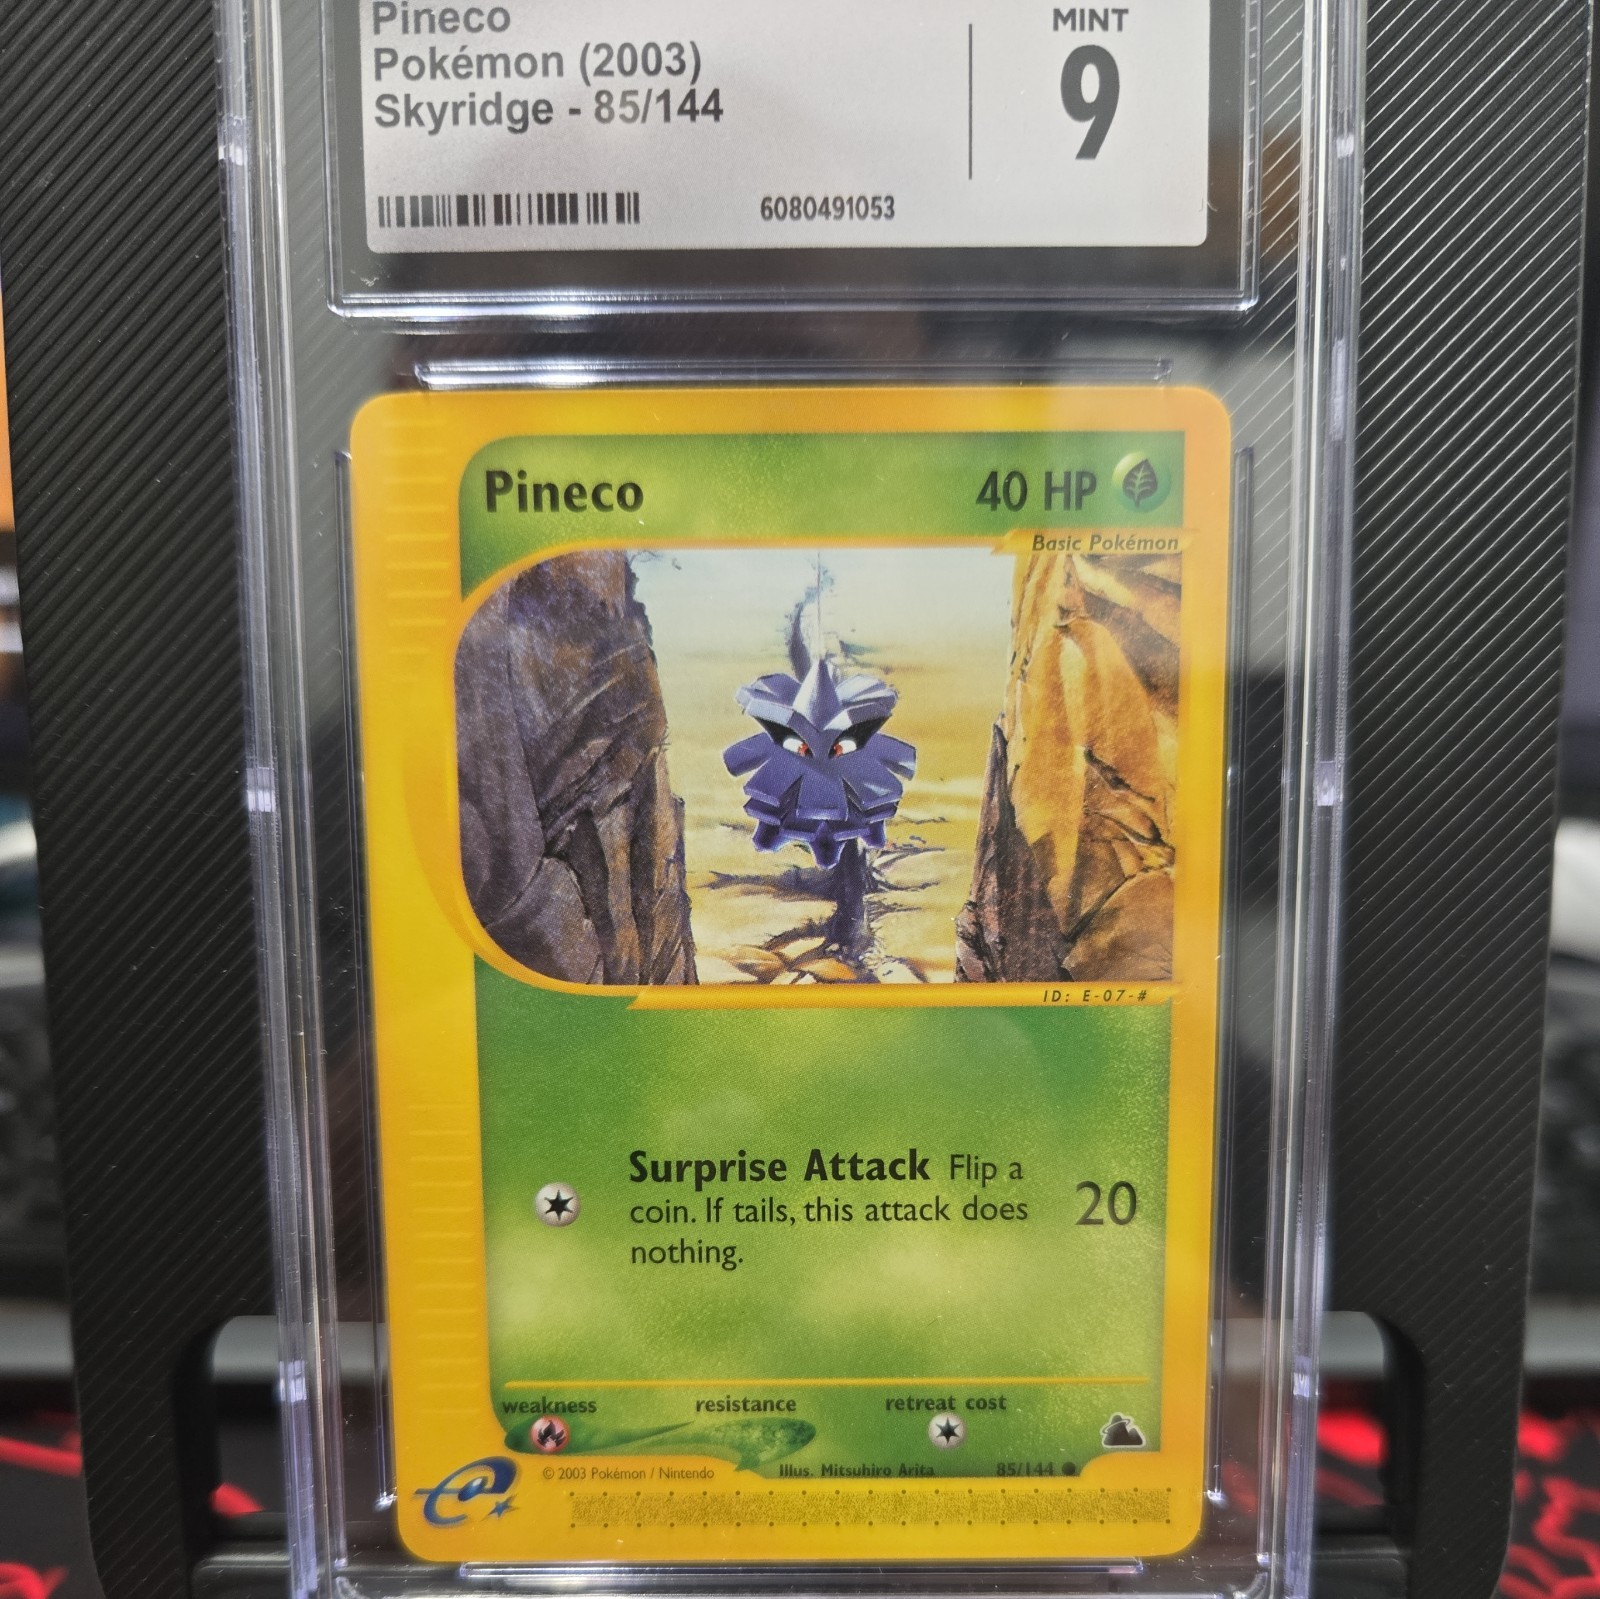 Pineco
Pokémon (2003)
Skyridge - 85/144
MINT
9
6080491053
Pineco
40 HP
Basic Pokémon
ID: E-07-#
Surprise Attack Flip a
coin. If tails, this attack does
nothing.
20
weakness
resistance
retreat cost
© 2003 Pokémon / Nintendo
Illus. Mitsuhiro Arita
85/144
e